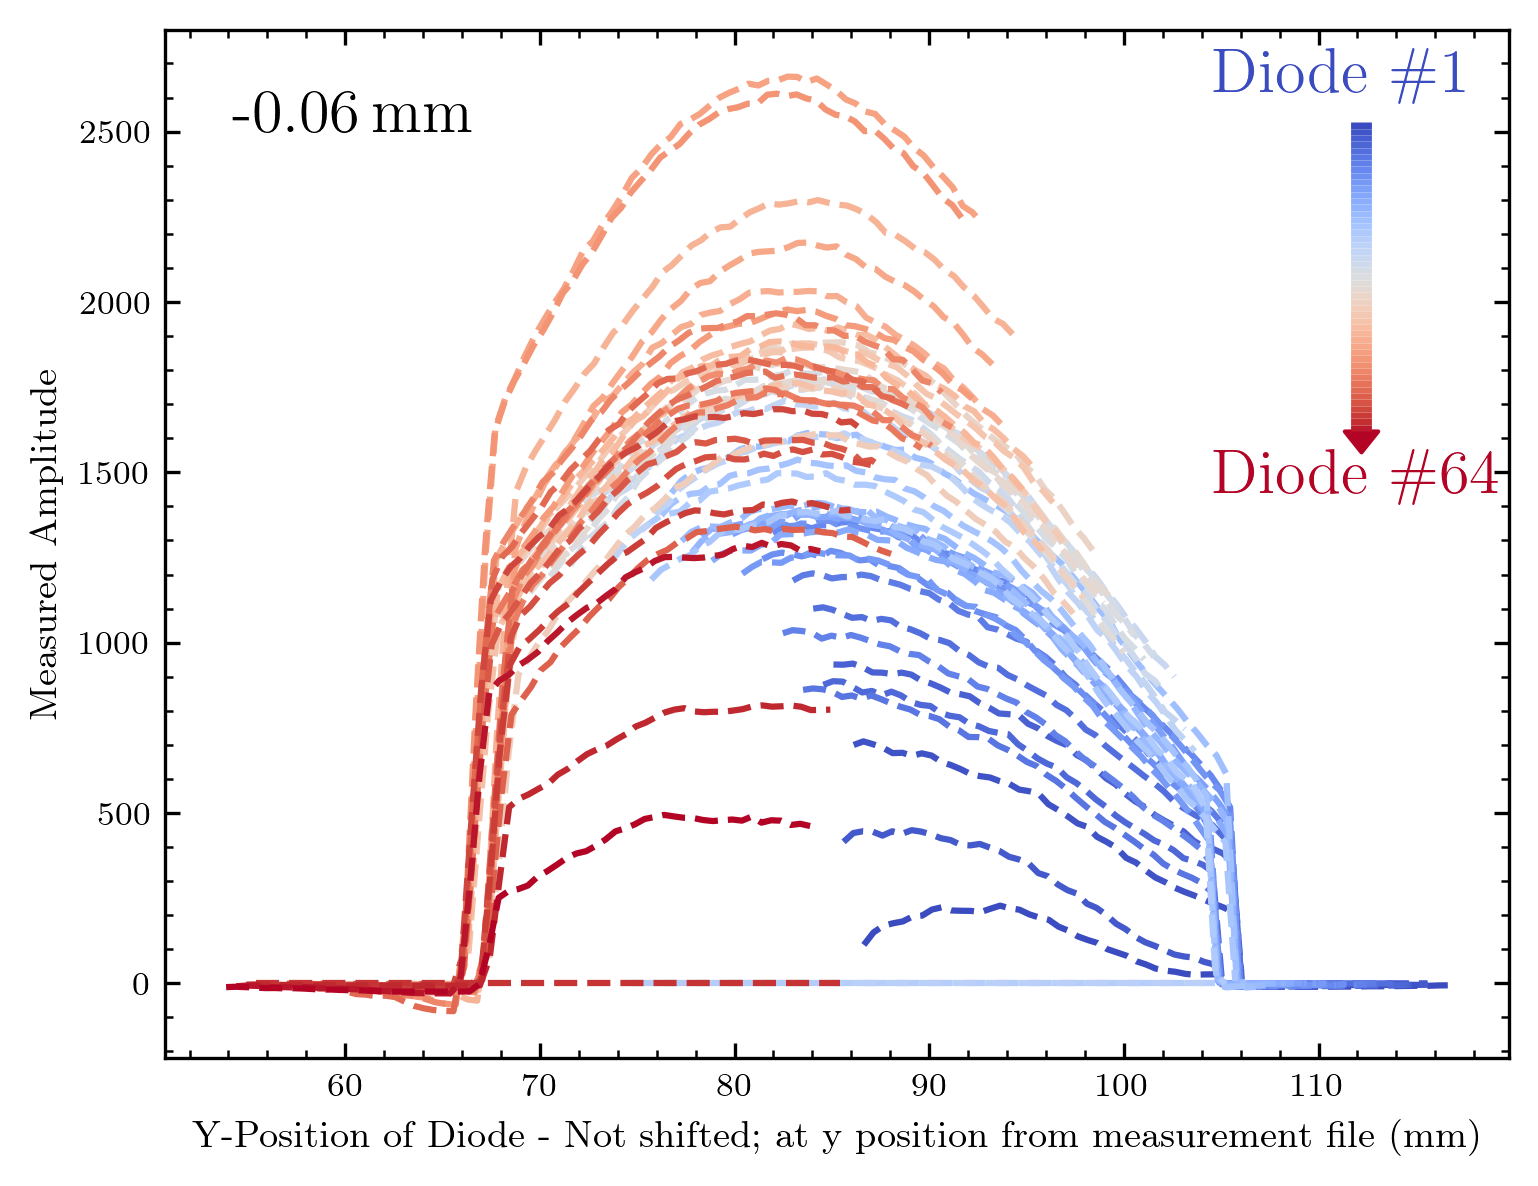 Diode #1
-0.06 mm
2500
2000
1500
1000
500
0
Diode #64
Measured Amplitude
60 70 80 90 100 110
Y-Position of Diode - Not shifted; at y position from measurement file (mm)